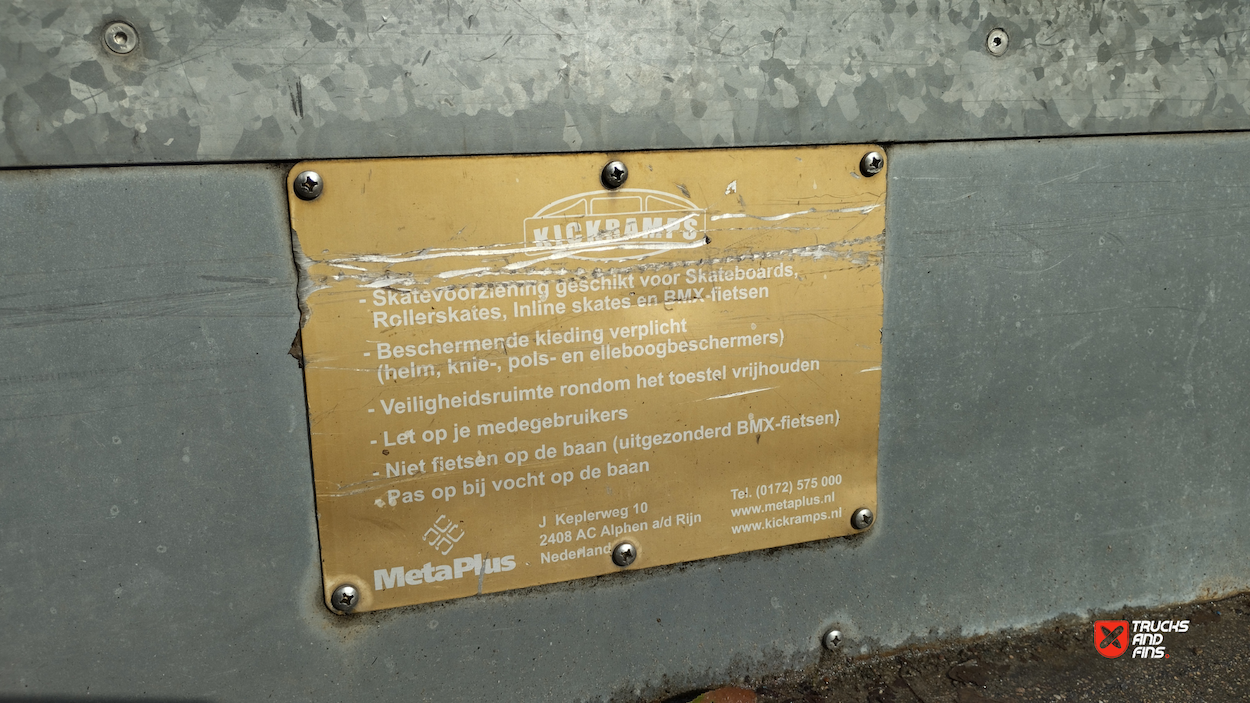 KICKRAMPS
- Skatevoorziening geschikt voor Skateboards,
Rollerskates, Inline skates en BMX-fietsen
- Beschermende kleding verplicht
(helm, knie-, pols- en elleboogbeschermers)
- Veiligheidsruimte rondom het toestel vrijhouden
- Let op je medegebruikers
- Niet fietsen op de baan (uitgezonderd BMX-fietsen)
- Pas op bij vocht op de baan
MetaPlus
J Keplerweg 10
2408 AC Alphen a/d Rijn
Nederland
Tel. (0172) 575 000
www.metaplus.nl
www.kickramps.nl
TRUCKS
AND
FINS